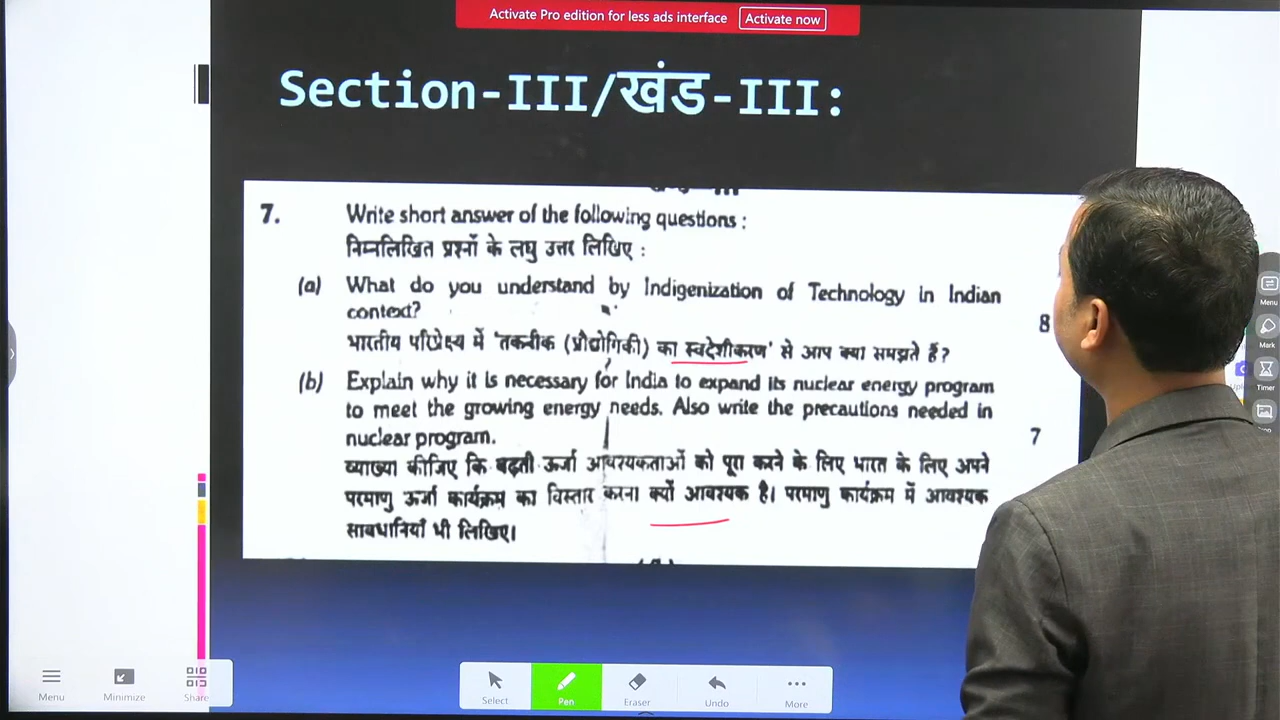 Activate Pro edition for less ads interface Activate now
Section-III/खंड-III:
7. Write short answer of the following questions :
निम्नलिखित प्रश्नों के लघु उत्तर लिखिए :
(a) What do you understand by Indigenization of Technology in Indian
context?
8
भारतीय परिप्रेक्ष्य में 'तकनीक (प्रौद्योगिकी) का स्वदेशीकरण' से आप क्या समझते हैं?
(b) Explain why it is necessary for India to expand its nuclear energy program
to meet the growing energy needs. Also write the precautions needed in
nuclear program.
7
व्याख्या कीजिए कि बढ़ती ऊर्जा आवश्यकताओं को पूरा करने के लिए भारत के लिए अपने
परमाणु ऊर्जा कार्यक्रम का विस्तार करना क्यों आवश्यक है। परमाणु कार्यक्रम में आवश्यक
सावधानियाँ भी लिखिए।
Menu
Mark
Timer
Menu Minimize Share
Select Pen Eraser Undo More